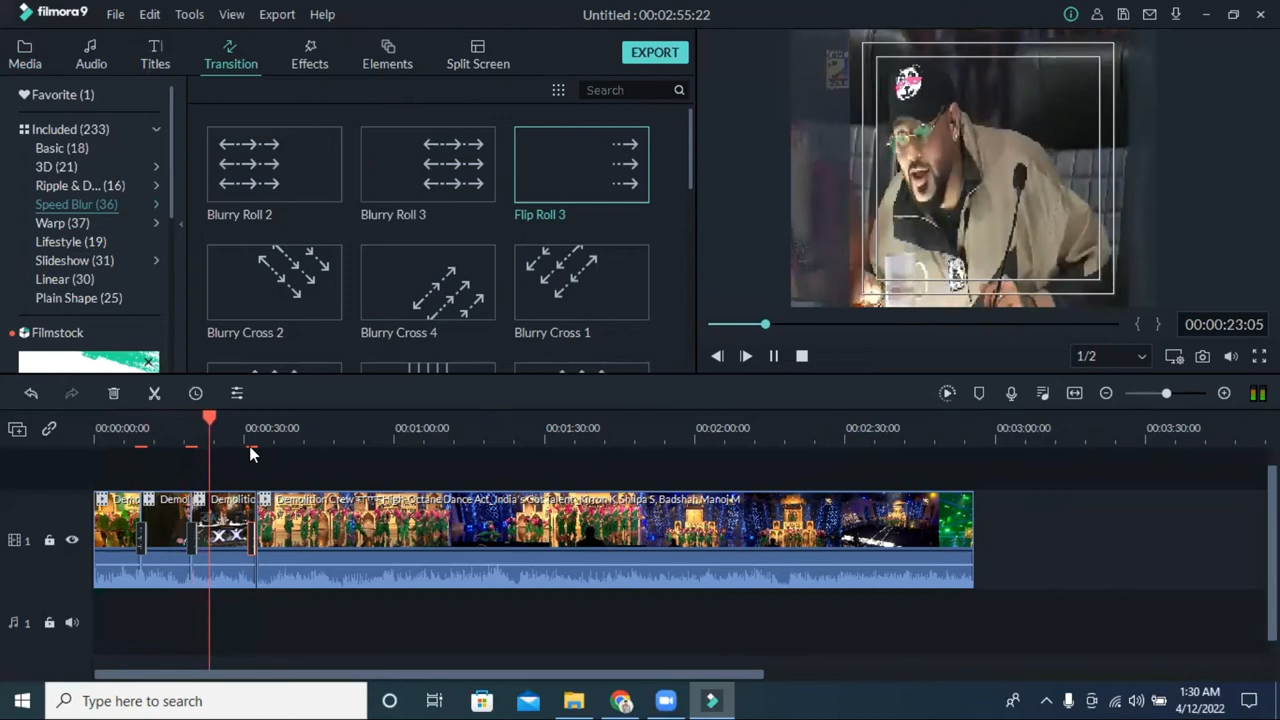 filmora9
File Edit Tools View Export Help
Untitled : 00:02:55:22
Media Audio Titles Transition Effects Elements Split Screen
EXPORT
Favorite (1)
Search
Included (233)
Basic (18)
3D (21)
Ripple & D... (16)
Speed Blur (36)
Warp (37)
Lifestyle (19)
Slideshow (31)
Linear (30)
Plain Shape (25)
Filmstock
Blurry Roll 2 Blurry Roll 3 Flip Roll 3
Blurry Cross 2 Blurry Cross 4 Blurry Cross 1
00:00:23:05
1/2
00:00:00:00 00:00:30:00 00:01:00:00 00:01:30:00 00:02:00:00 00:02:30:00 00:03:00:00 00:03:30:00
Demo Demol Demolitio Demolition Crew High-Octane Dance Act, India's Got Talent, Kirron K,Shilpa S, Badshah,Manoj M
1
1
Type here to search
1:30 AM
4/12/2022